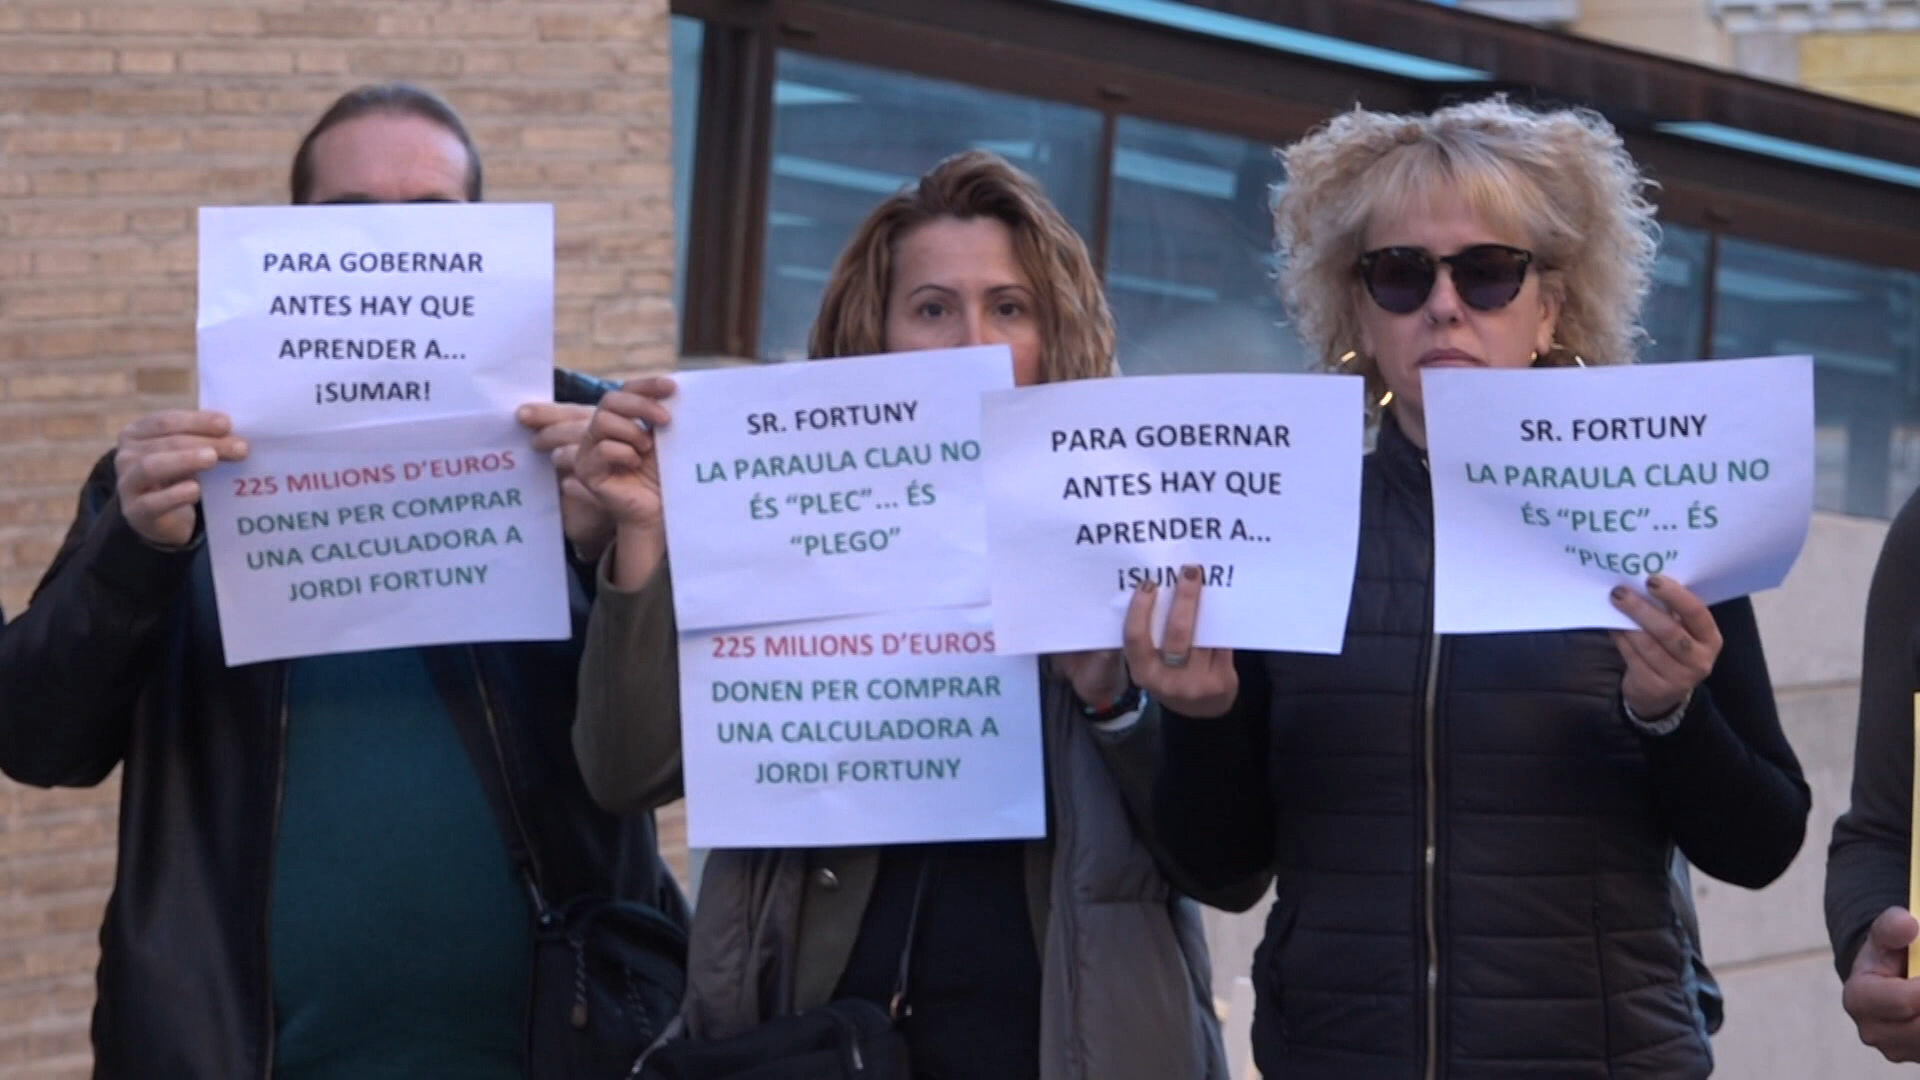 PARA GOBERNAR
ANTES HAY QUE
APRENDER A...
¡SUMAR!
225 MILIONS D'EUROS
DONEN PER COMPRAR
UNA CALCULADORA A
JORDI FORTUNY
SR. FORTUNY
LA PARAULA CLAU NO
ÉS “PLEC”... ÉS
“PLEGO”
225 MILIONS D'EUROS
DONEN PER COMPRAR
UNA CALCULADORA A
JORDI FORTUNY
PARA GOBERNAR
ANTES HAY QUE
APRENDER A...
¡SUMAR!
SR. FORTUNY
LA PARAULA CLAU NO
ÉS “PLEC”... ÉS
“PLEGO”